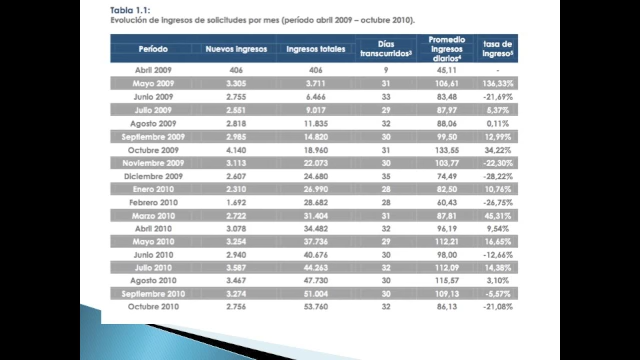 Tabla 1.1:
Evolución de ingresos de solicitudes por mes (período abril 2009 – octubre 2010).
Período Nuevos ingresos Ingresos totales Días transcurridos³ Promedio ingresos diarios⁴ tasa de ingreso⁵
Abril 2009 406 406 9 45,11 -
Mayo 2009 3.305 3.711 31 106,61 136,33%
Junio 2009 2.755 6.466 33 83,48 -21,69%
Julio 2009 2.551 9.017 29 87,97 5,37%
Agosto 2009 2.818 11.835 32 88,06 0,11%
Septiembre 2009 2.985 14.820 30 99,50 12,99%
Octubre 2009 4.140 18.960 31 133,55 34,22%
Noviembre 2009 3.113 22.073 30 103,77 -22,30%
Diciembre 2009 2.607 24.680 35 74,49 -28,22%
Enero 2010 2.310 26.990 28 82,50 10,76%
Febrero 2010 1.692 28.682 28 60,43 -26,75%
Marzo 2010 2.722 31.404 31 87,81 45,31%
Abril 2010 3.078 34.482 32 96,19 9,54%
Mayo 2010 3.254 37.736 29 112,21 16,65%
Junio 2010 2.940 40.676 30 98,00 -12,66%
Julio 2010 3.587 44.263 32 112,09 14,38%
Agosto 2010 3.467 47.730 30 115,57 3,10%
Septiembre 2010 3.274 51.004 30 109,13 -5,57%
Octubre 2010 2.756 53.760 32 86,13 -21,08%